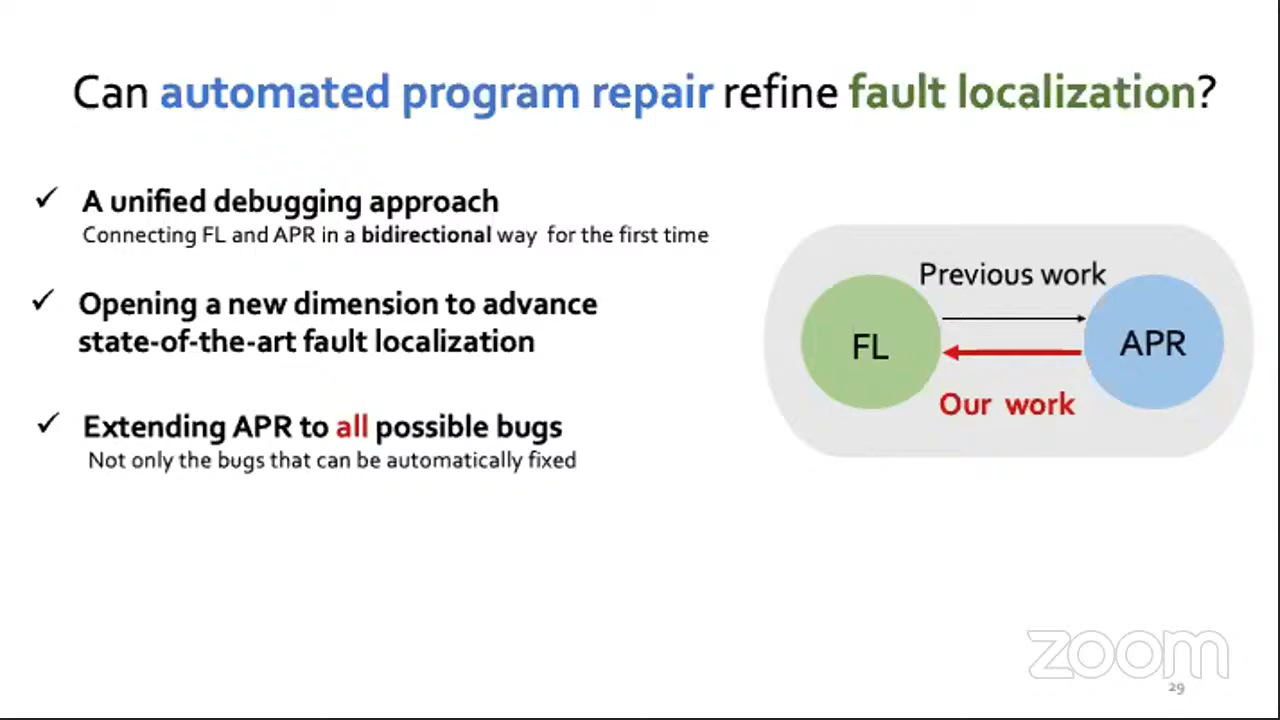 Can automated program repair refine fault localization?
✓ A unified debugging approach
Connecting FL and APR in a bidirectional way for the first time
✓ Opening a new dimension to advance
state-of-the-art fault localization
✓ Extending APR to all possible bugs
Not only the bugs that can be automatically fixed
Previous work
FL
APR
Our work
zoom
29